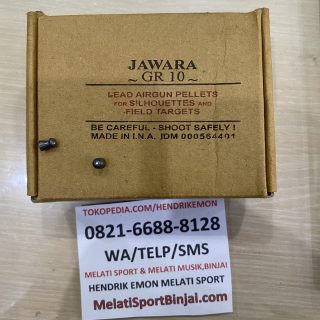 JAWARA
~ GR 10 ~
LEAD AIRGUN PELLETS
FOR SILHOUETTES AND
FIELD TARGETS
BE CAREFUL - SHOOT SAFELY !
MADE IN I.N.A. IDM 000564401
TOKOPEDIA.COM/HENDRIKEMON
0821-6688-8128
WA/TELP/SMS
MELATI SPORT & MELATI MUSIK,BINJAI
HENDRIK EMON MELATI SPORT
MelatiSportBinjai.com